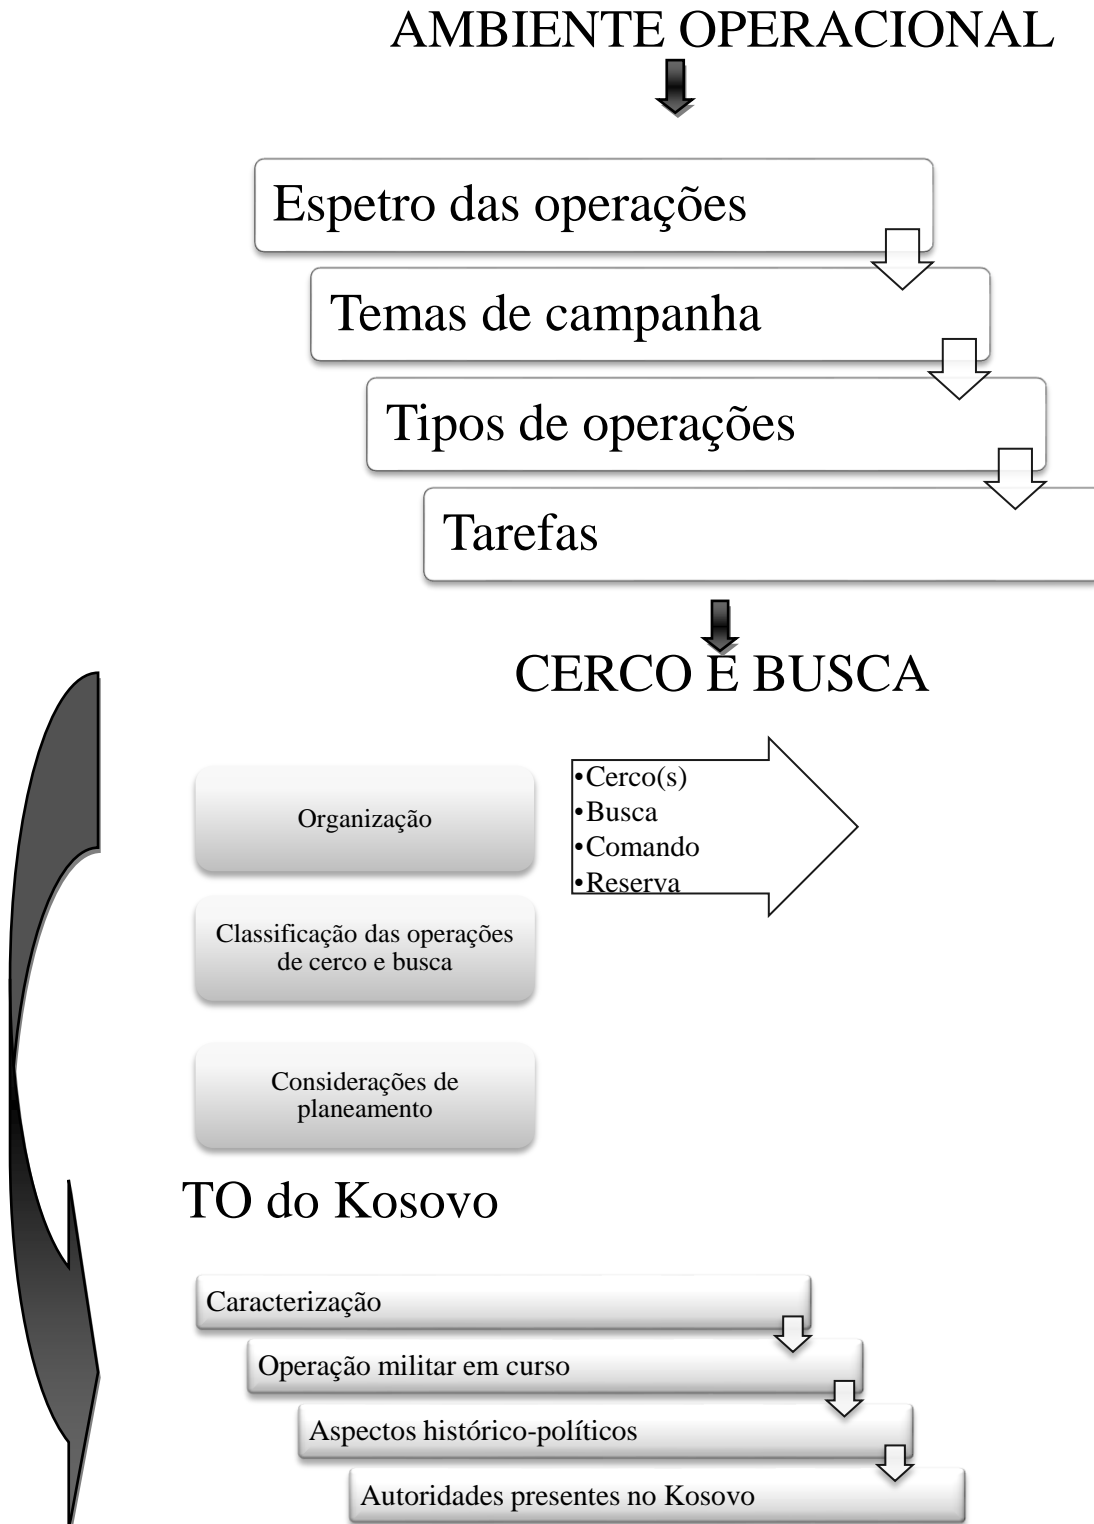 AMBIENTE OPERACIONAL
Espetro das operações
Temas de campanha
Tipos de operações
Tarefas
CERCO E BUSCA
Organização
•Cerco(s)
•Busca
•Comando
•Reserva
Classificação das operações
de cerco e busca
Considerações de
planeamento
TO do Kosovo
Caracterização
Operação militar em curso
Aspectos histórico-políticos
Autoridades presentes no Kosovo